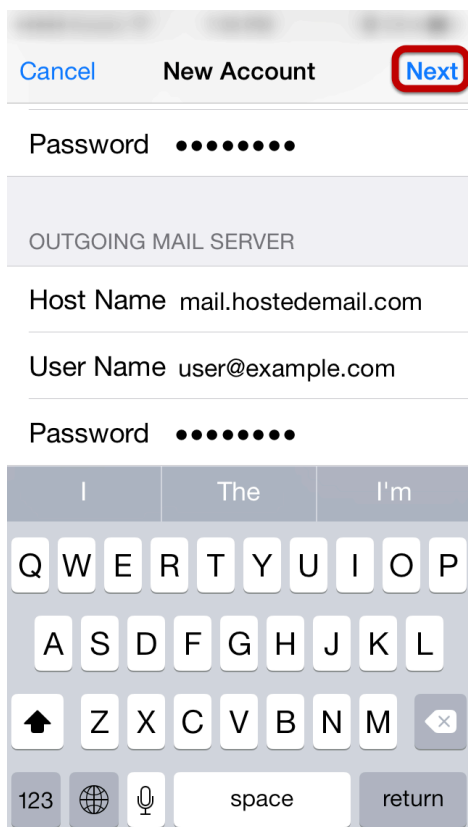 Cancel New Account Next
Password ••••••••
OUTGOING MAIL SERVER
Host Name mail.hostedemail.com
User Name user@example.com
Password ••••••••
I The I'm
Q W E R T Y U I O P
A S D F G H J K L
Z X C V B N M
123 space return